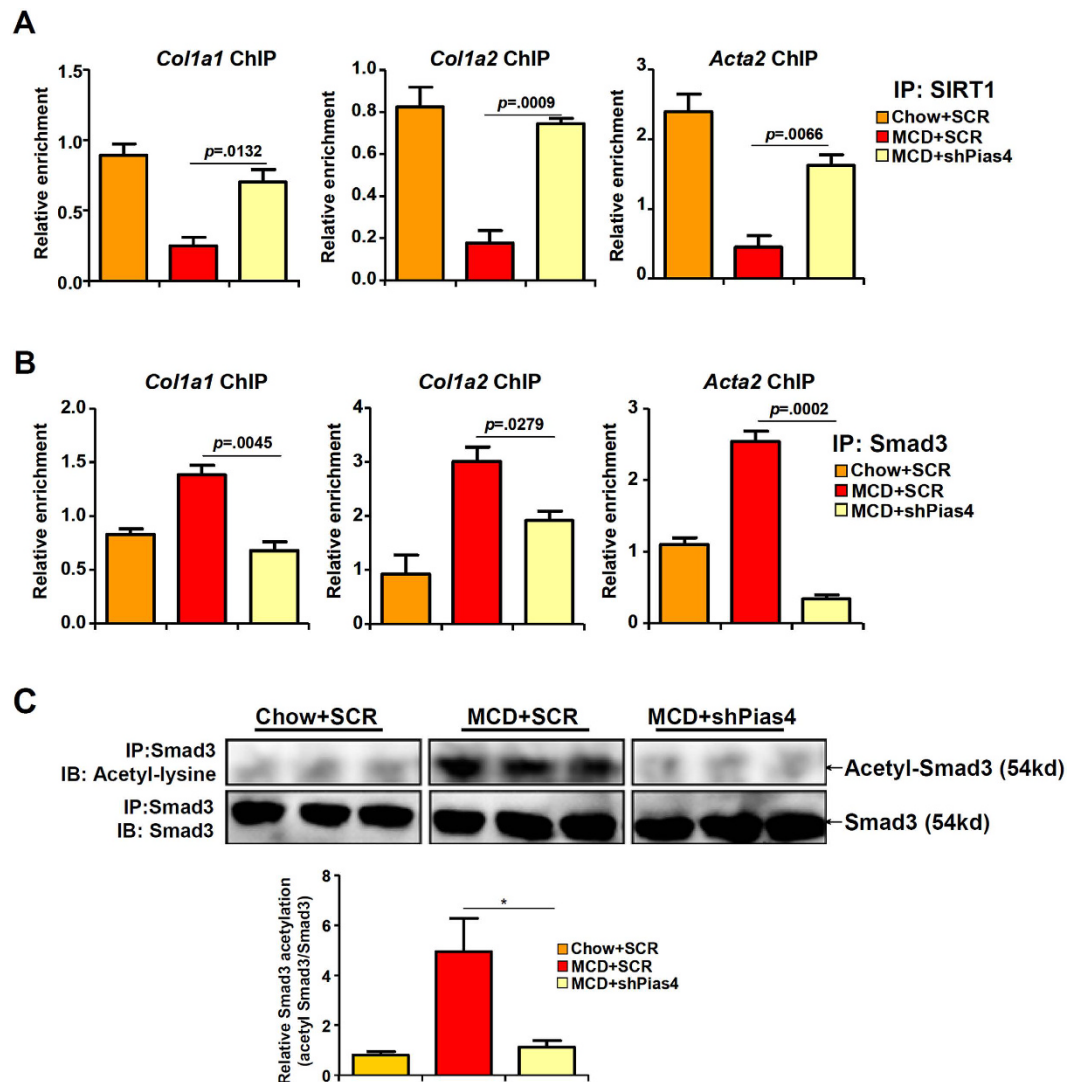 A
Col1a1 ChIP
Relative enrichment
1.5
1.0
0.5
0.0
p=.0132
Col1a2 ChIP
Relative enrichment
1.0
0.8
0.6
0.4
0.2
0.0
p=.0009
Acta2 ChIP
Relative enrichment
3
2
1
0
p=.0066
IP: SIRT1
Chow+SCR
MCD+SCR
MCD+shPias4
B
Col1a1 ChIP
Relative enrichment
2.0
1.5
1.0
0.5
0.0
p=.0045
Col1a2 ChIP
Relative enrichment
4
3
2
1
0
p=.0279
Acta2 ChIP
Relative enrichment
3
2
1
0
p=.0002
IP: Smad3
Chow+SCR
MCD+SCR
MCD+shPias4
C
Chow+SCR
MCD+SCR
MCD+shPias4
IP:Smad3
IB: Acetyl-lysine
←Acetyl-Smad3 (54kd)
IP:Smad3
IB: Smad3
←Smad3 (54kd)
Relative Smad3 acetylation
(acetyl Smad3/Smad3)
8
6
4
2
0
*
Chow+SCR
MCD+SCR
MCD+shPias4